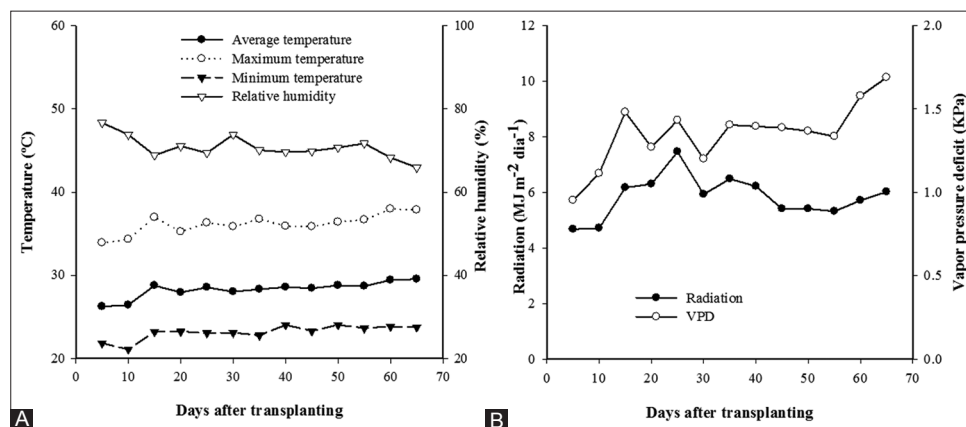 60
50
40
30
20
Temperature (ºC)
Average temperature
Maximum temperature
Minimum temperature
Relative humidity
100
80
60
40
20
Relative humidity (%)
0 10 20 30 40 50 60 70
Days after transplanting
A
12
10
8
6
4
2
0
Radiation (MJ m-² dia-¹)
Radiation
VPD
2.0
1.5
1.0
0.5
0.0
Vapor pressure deficit (KPa)
0 10 20 30 40 50 60 70
Days after transplanting
B